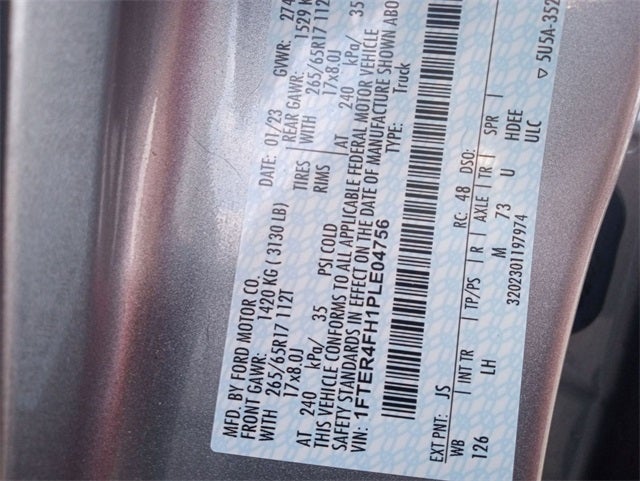 MFD. BY FORD MOTOR CO.
DATE: 01/23 GVWR: 274
FRONT GAWR: 1420 KG ( 3130 LB) REAR GAWR: 1529 K
WITH 265/65R17 112T TIRES WITH 265/65R17 112
17x8.0J RIMS 17x8.0J
AT 240 kPa/ 35 PSI COLD AT 240 kPa/ 35
THIS VEHICLE CONFORMS TO ALL APPLICABLE FEDERAL MOTOR VEHICLE
SAFETY STANDARDS IN EFFECT ON THE DATE OF MANUFACTURE SHOWN ABO
VIN: 1FTER4FH1PLE04756 TYPE: Truck
EXT PNT: JS RC: 48 DSO:
WB INT TR TP/PS R AXLE TR SPR
126 LH M 73 U HDEE
3202301197974 ULC
▽ 5U5A-352